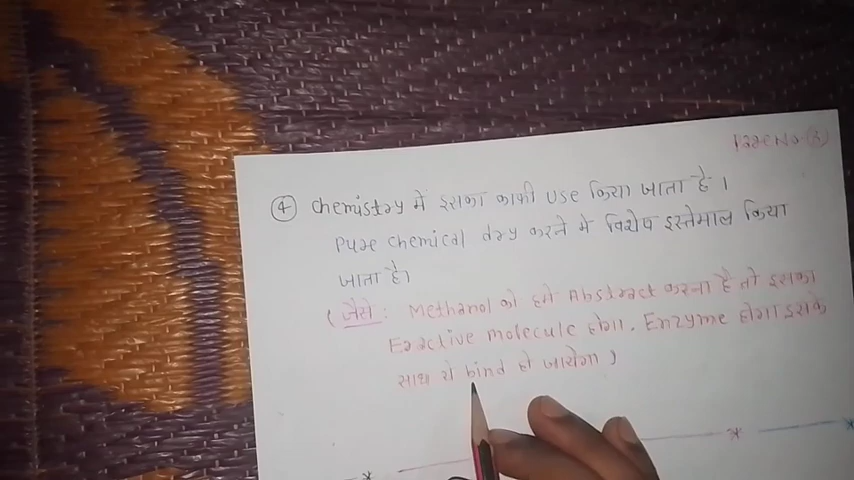 Page No. (3)
④ Chemistry में इसका काफी use किया जाता है।
Pure Chemical dry करने में विशेष इस्तेमाल किया
जाता है।
(जैसे: Methanol को हमे Abstract करना है तो इसका
Exactive molecule होगा. Enzyme होगा इसके
साथ ये bind हो जायेगा)